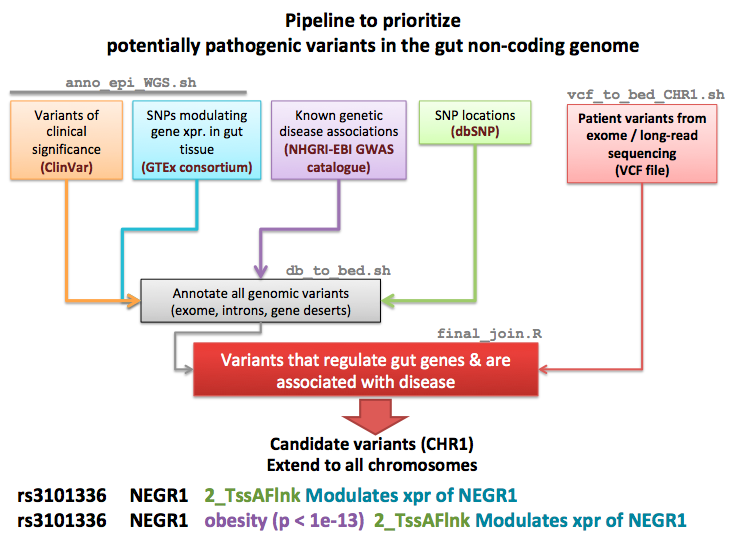 Pipeline to prioritize
potentially pathogenic variants in the gut non-coding genome
anno_epi_WGS.sh
vcf_to_bed_CHR1.sh
Variants of
clinical
significance
(ClinVar)
SNPs modulating
gene xpr. in gut
tissue
(GTEx consortium)
Known genetic
disease associations
(NHGRI-EBI GWAS
catalogue)
SNP locations
(dbSNP)
Patient variants from
exome / long-read
sequencing
(VCF file)
db_to_bed.sh
Annotate all genomic variants
(exome, introns, gene deserts)
final_join.R
Variants that regulate gut genes & are
associated with disease
Candidate variants (CHR1)
Extend to all chromosomes
rs3101336 NEGR1 2_TssAFlnk Modulates xpr of NEGR1
rs3101336 NEGR1 obesity (p < 1e-13) 2_TssAFlnk Modulates xpr of NEGR1